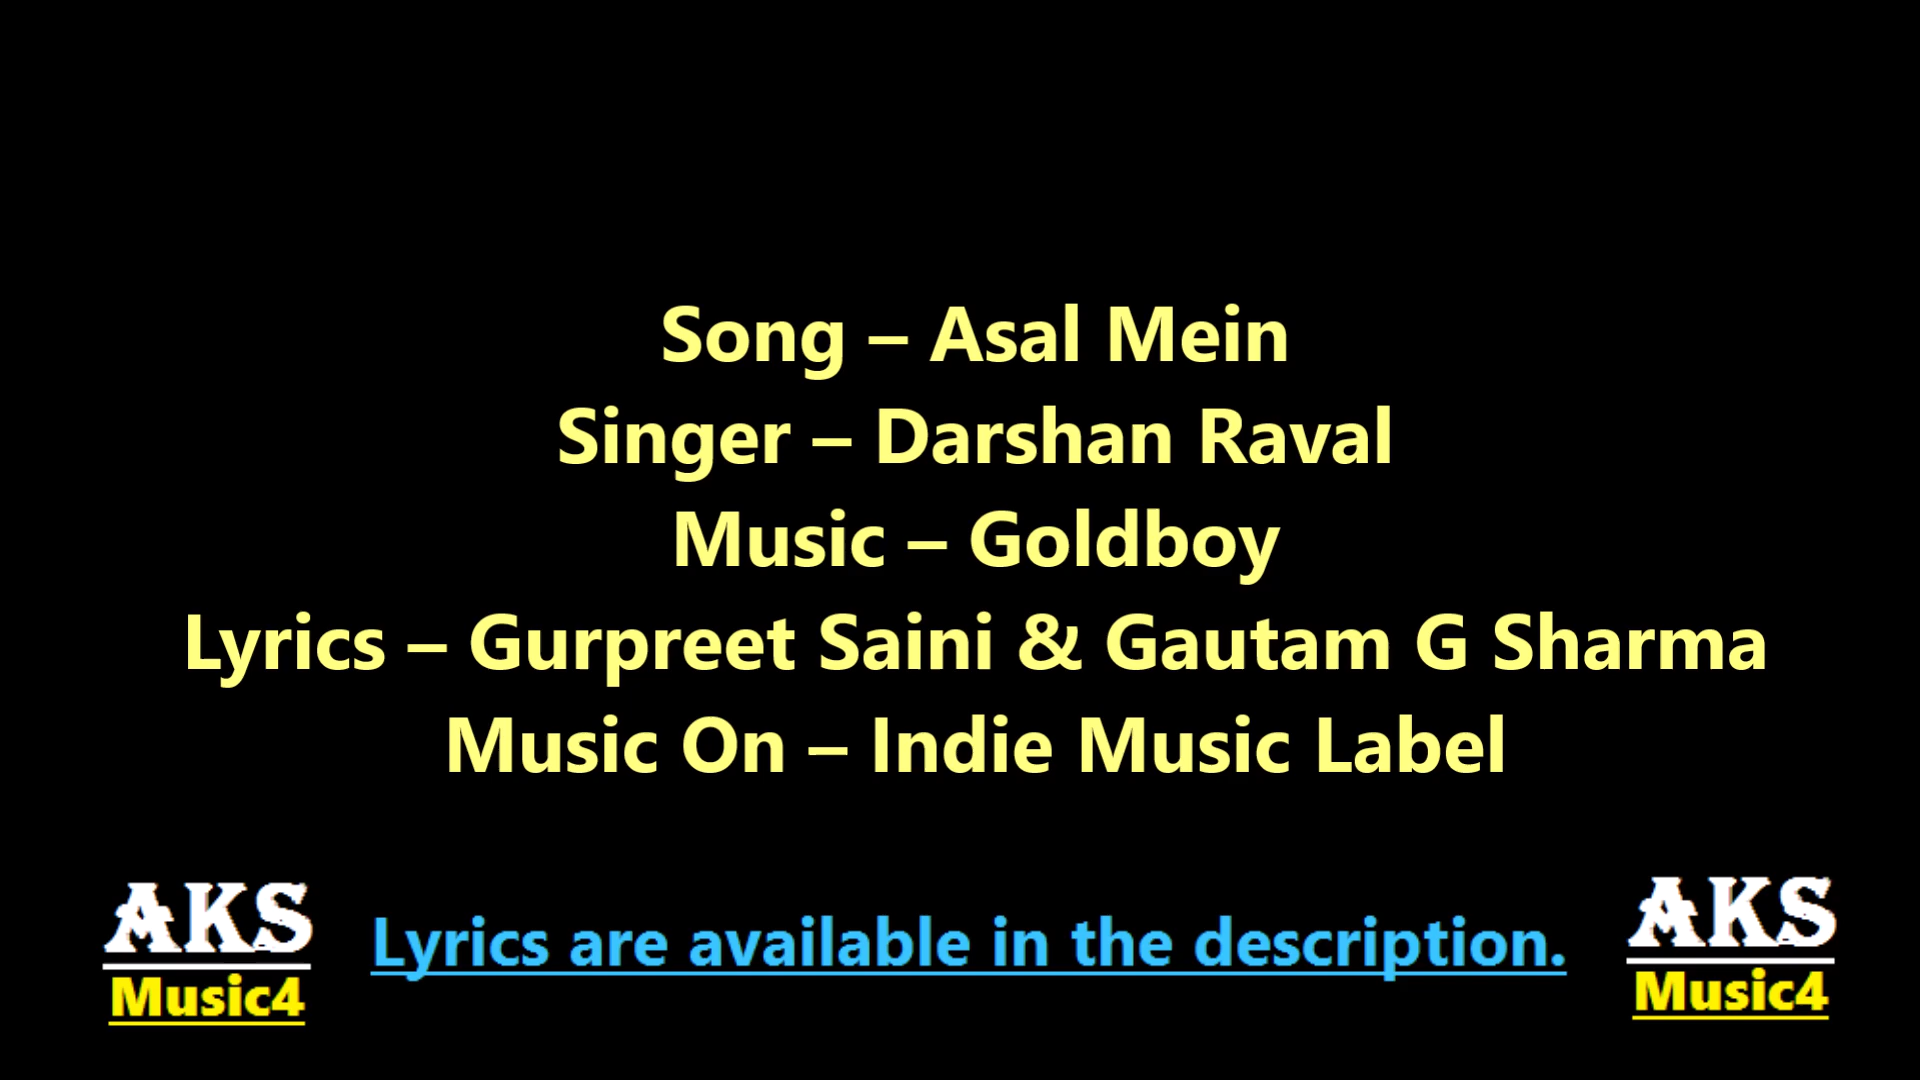 Song – Asal Mein
Singer – Darshan Raval
Music – Goldboy
Lyrics – Gurpreet Saini & Gautam G Sharma
Music On – Indie Music Label
AKS
Music4
Lyrics are available in the description.
AKS
Music4